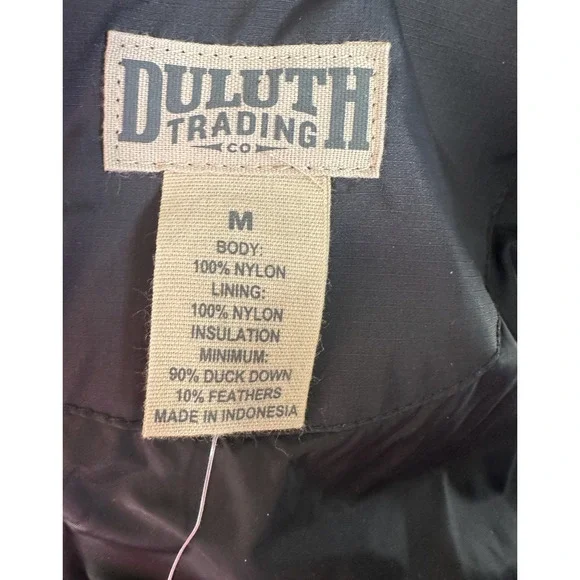 DULUTH
TRADING
CO
M
BODY:
100% NYLON
LINING:
100% NYLON
INSULATION
MINIMUM:
90% DUCK DOWN
10% FEATHERS
MADE IN INDONESIA